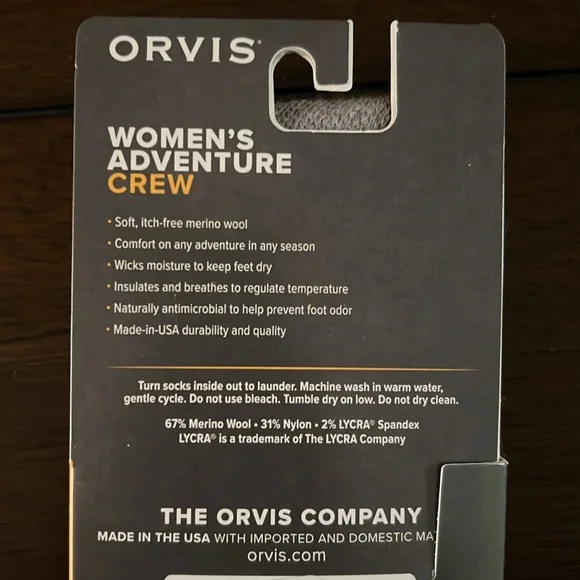 ORVIS
WOMEN'S
ADVENTURE
CREW
• Soft, itch-free merino wool
• Comfort on any adventure in any season
• Wicks moisture to keep feet dry
• Insulates and breathes to regulate temperature
• Naturally antimicrobial to help prevent foot odor
• Made-in-USA durability and quality
Turn socks inside out to launder. Machine wash in warm water,
gentle cycle. Do not use bleach. Tumble dry on low. Do not dry clean.
67% Merino Wool • 31% Nylon • 2% LYCRA® Spandex
LYCRA® is a trademark of The LYCRA Company
THE ORVIS COMPANY
MADE IN THE USA WITH IMPORTED AND DOMESTIC
orvis.com